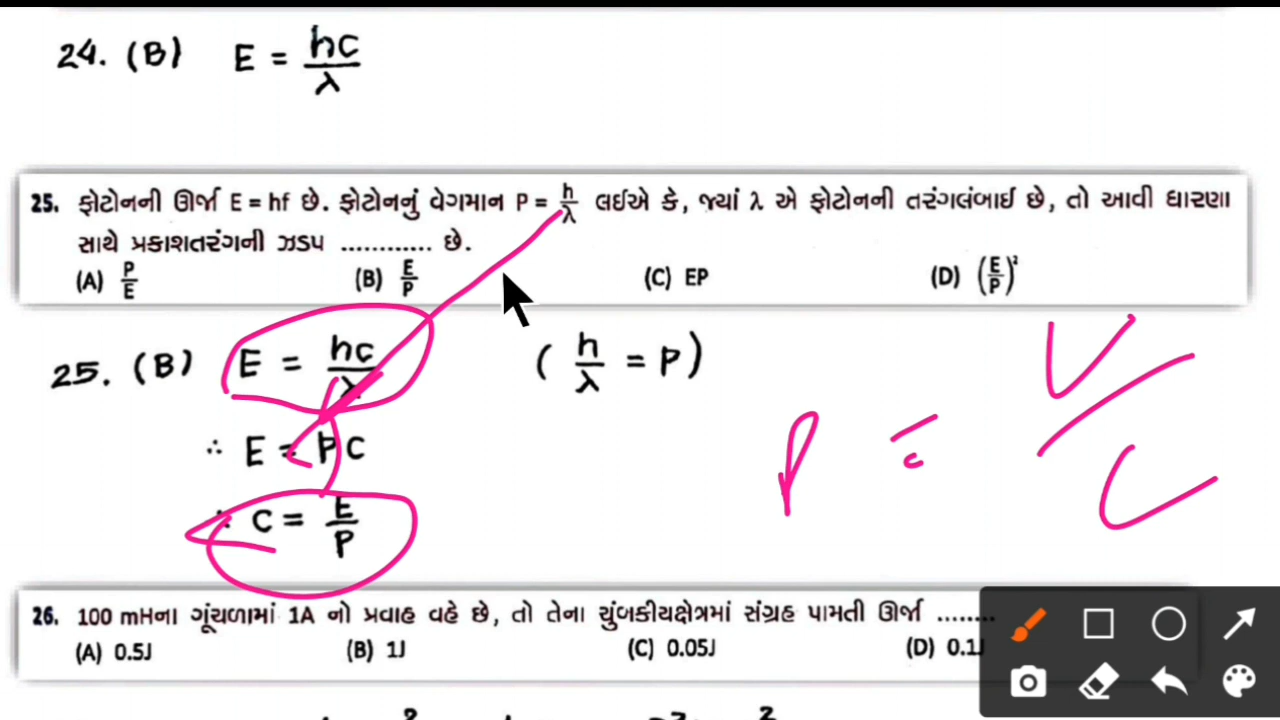 24. (B) E = hc/λ
25. ફોટોનની ઊર્જા E = hf છે. ફોટોનનું વેગમાન P = h/λ લઈએ કે, જ્યાં λ એ ફોટોનની તરંગલંબાઈ છે, તો આવી ધારણા
સાથે પ્રકાશતરંગની ઝડપ ............ છે.
(A) P/E (B) E/P (C) EP (D) (E/P)²
25. (B) E = hc/λ (h/λ = P)
∴ E = PC
∴ C = E/P
P = U/C
26. 100 mHના ગૂંચળામાં 1A નો પ્રવાહ વહે છે, તો તેના ચુંબકીયક્ષેત્રમાં સંગ્રહ પામતી ઊર્જા ........
(A) 0.5J (B) 1J (C) 0.05J (D) 0.1J